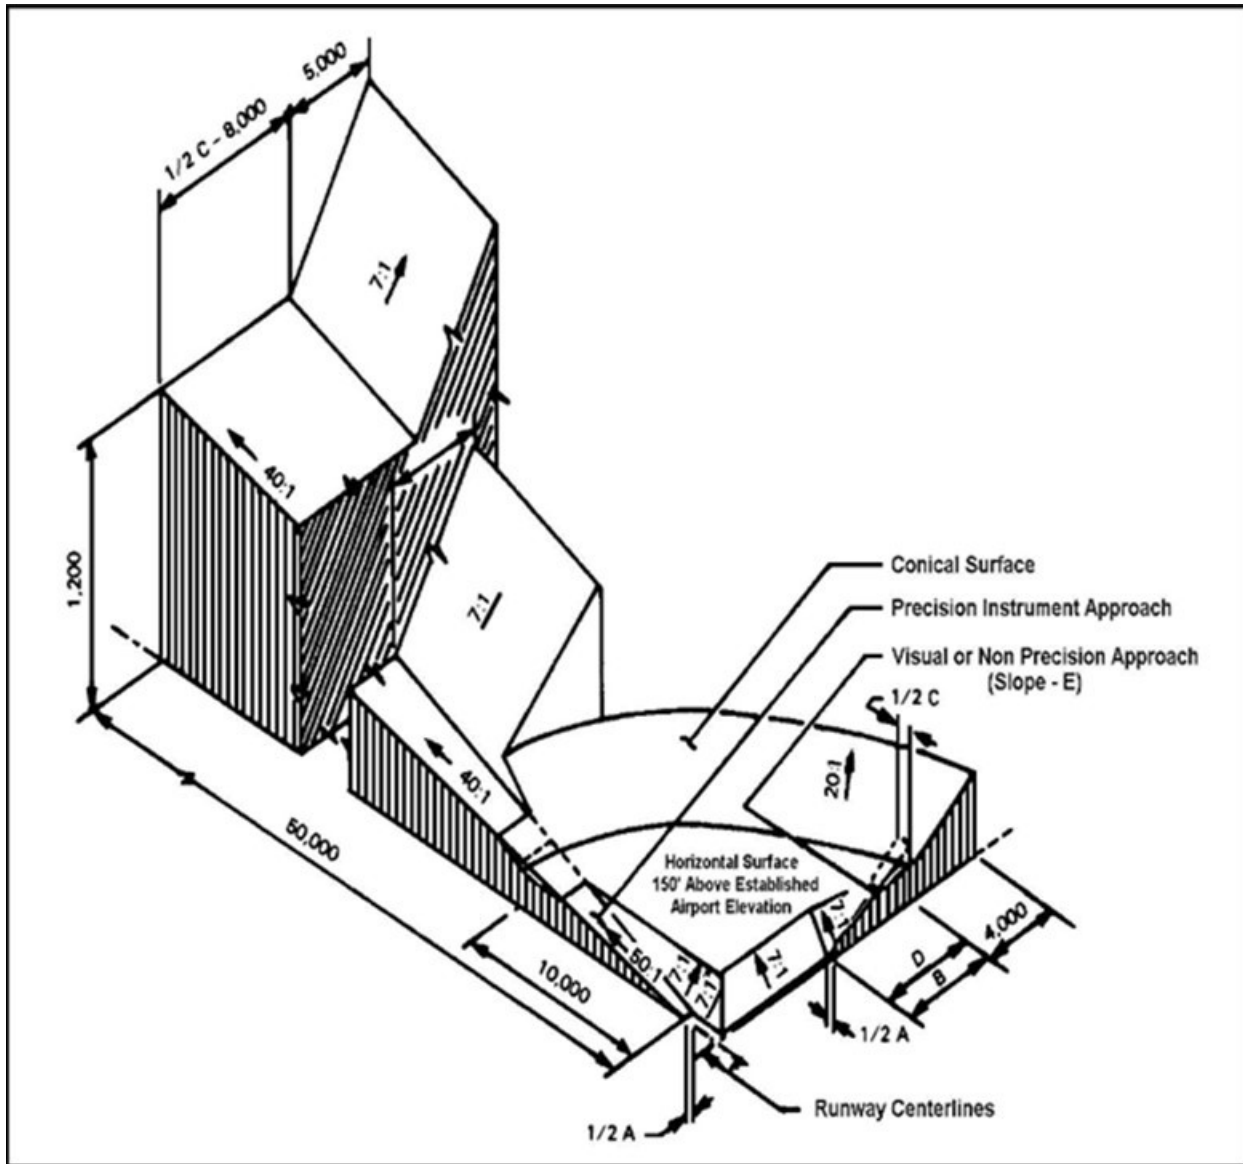 5,000
1/2 C - 8,000
7:1
40:1
1,200
7:1
Conical Surface
Precision Instrument Approach
Visual or Non Precision Approach
(Slope - E)
1/2 C
40:1
20:1
50,000
Horizontal Surface
150' Above Established
Airport Elevation
7:1
4,000
D
B
50:1
7:1
7:1
7:1
10,000
1/2 A
Runway Centerlines
1/2 A